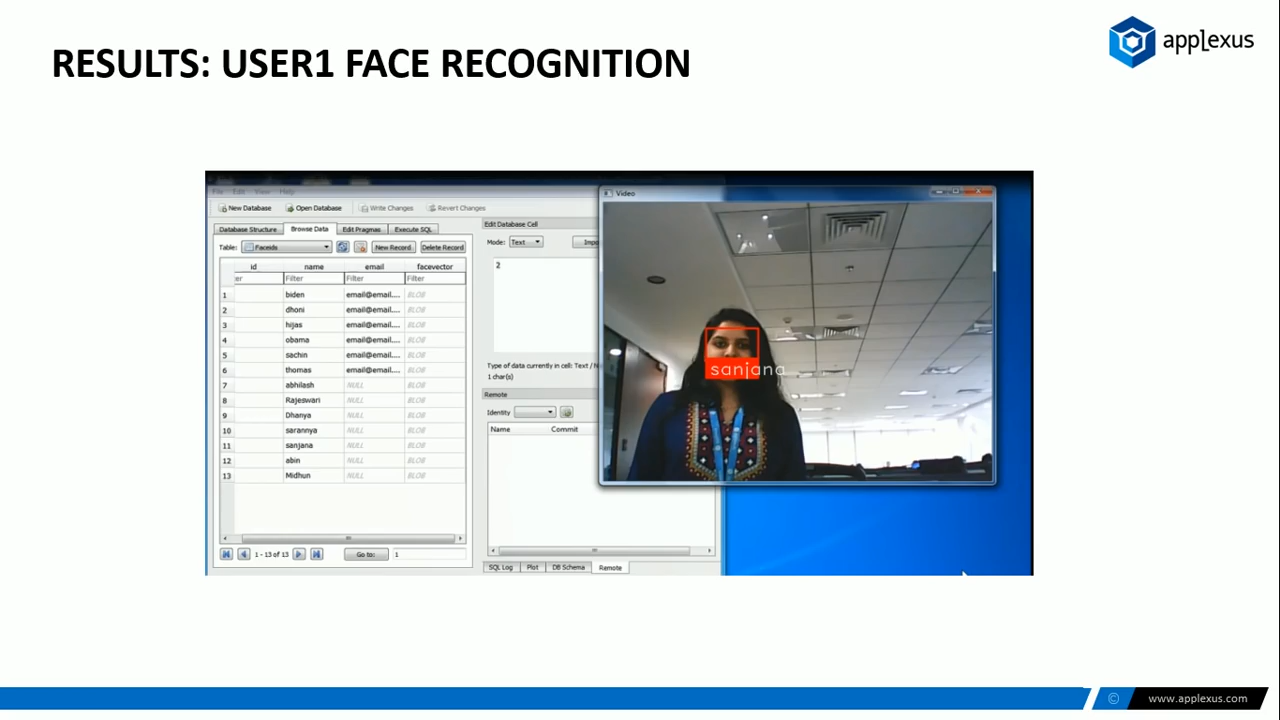 RESULTS: USER1 FACE RECOGNITION
applexus
File Edit View Help
New Database Open Database Write Changes Revert Changes
Database Structure Browse Data Edit Pragmas Execute SQL
Table: Faceids New Record Delete Record
id name email facevector
er Filter Filter Filter
1 biden email@email.... BLOB
2 dhoni email@email.... BLOB
3 hijas email@email.... BLOB
4 obama email@email.... BLOB
5 sachin email@email.... BLOB
6 thomas email@email.... BLOB
7 abhilash NULL BLOB
8 Rajeswari NULL BLOB
9 Dhanya NULL BLOB
10 sarannya NULL BLOB
11 sanjana NULL BLOB
12 abin NULL BLOB
13 Midhun NULL BLOB
1 - 13 of 13 Go to: 1
Edit Database Cell
Mode: Text Impo
2
Type of data currently in cell: Text / N
1 char(s)
Remote
Identity
Name Commit
SQL Log Plot DB Schema Remote
Video
sanjana
© www.applexus.com